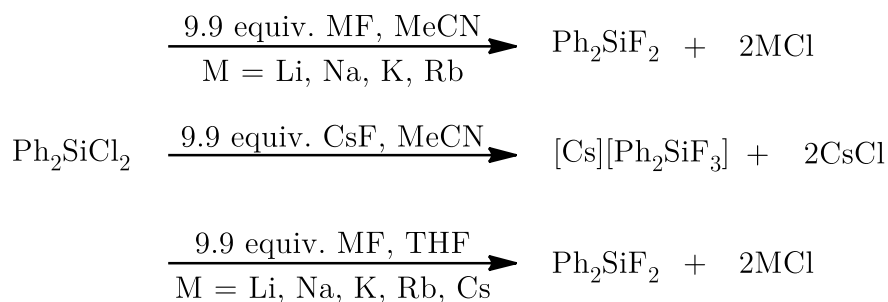 9.9 equiv. MF, MeCN
M = Li, Na, K, Rb
Ph₂SiF₂ + 2MCl
Ph₂SiCl₂
9.9 equiv. CsF, MeCN
[Cs][Ph₂SiF₃] + 2CsCl
9.9 equiv. MF, THF
M = Li, Na, K, Rb, Cs
Ph₂SiF₂ + 2MCl